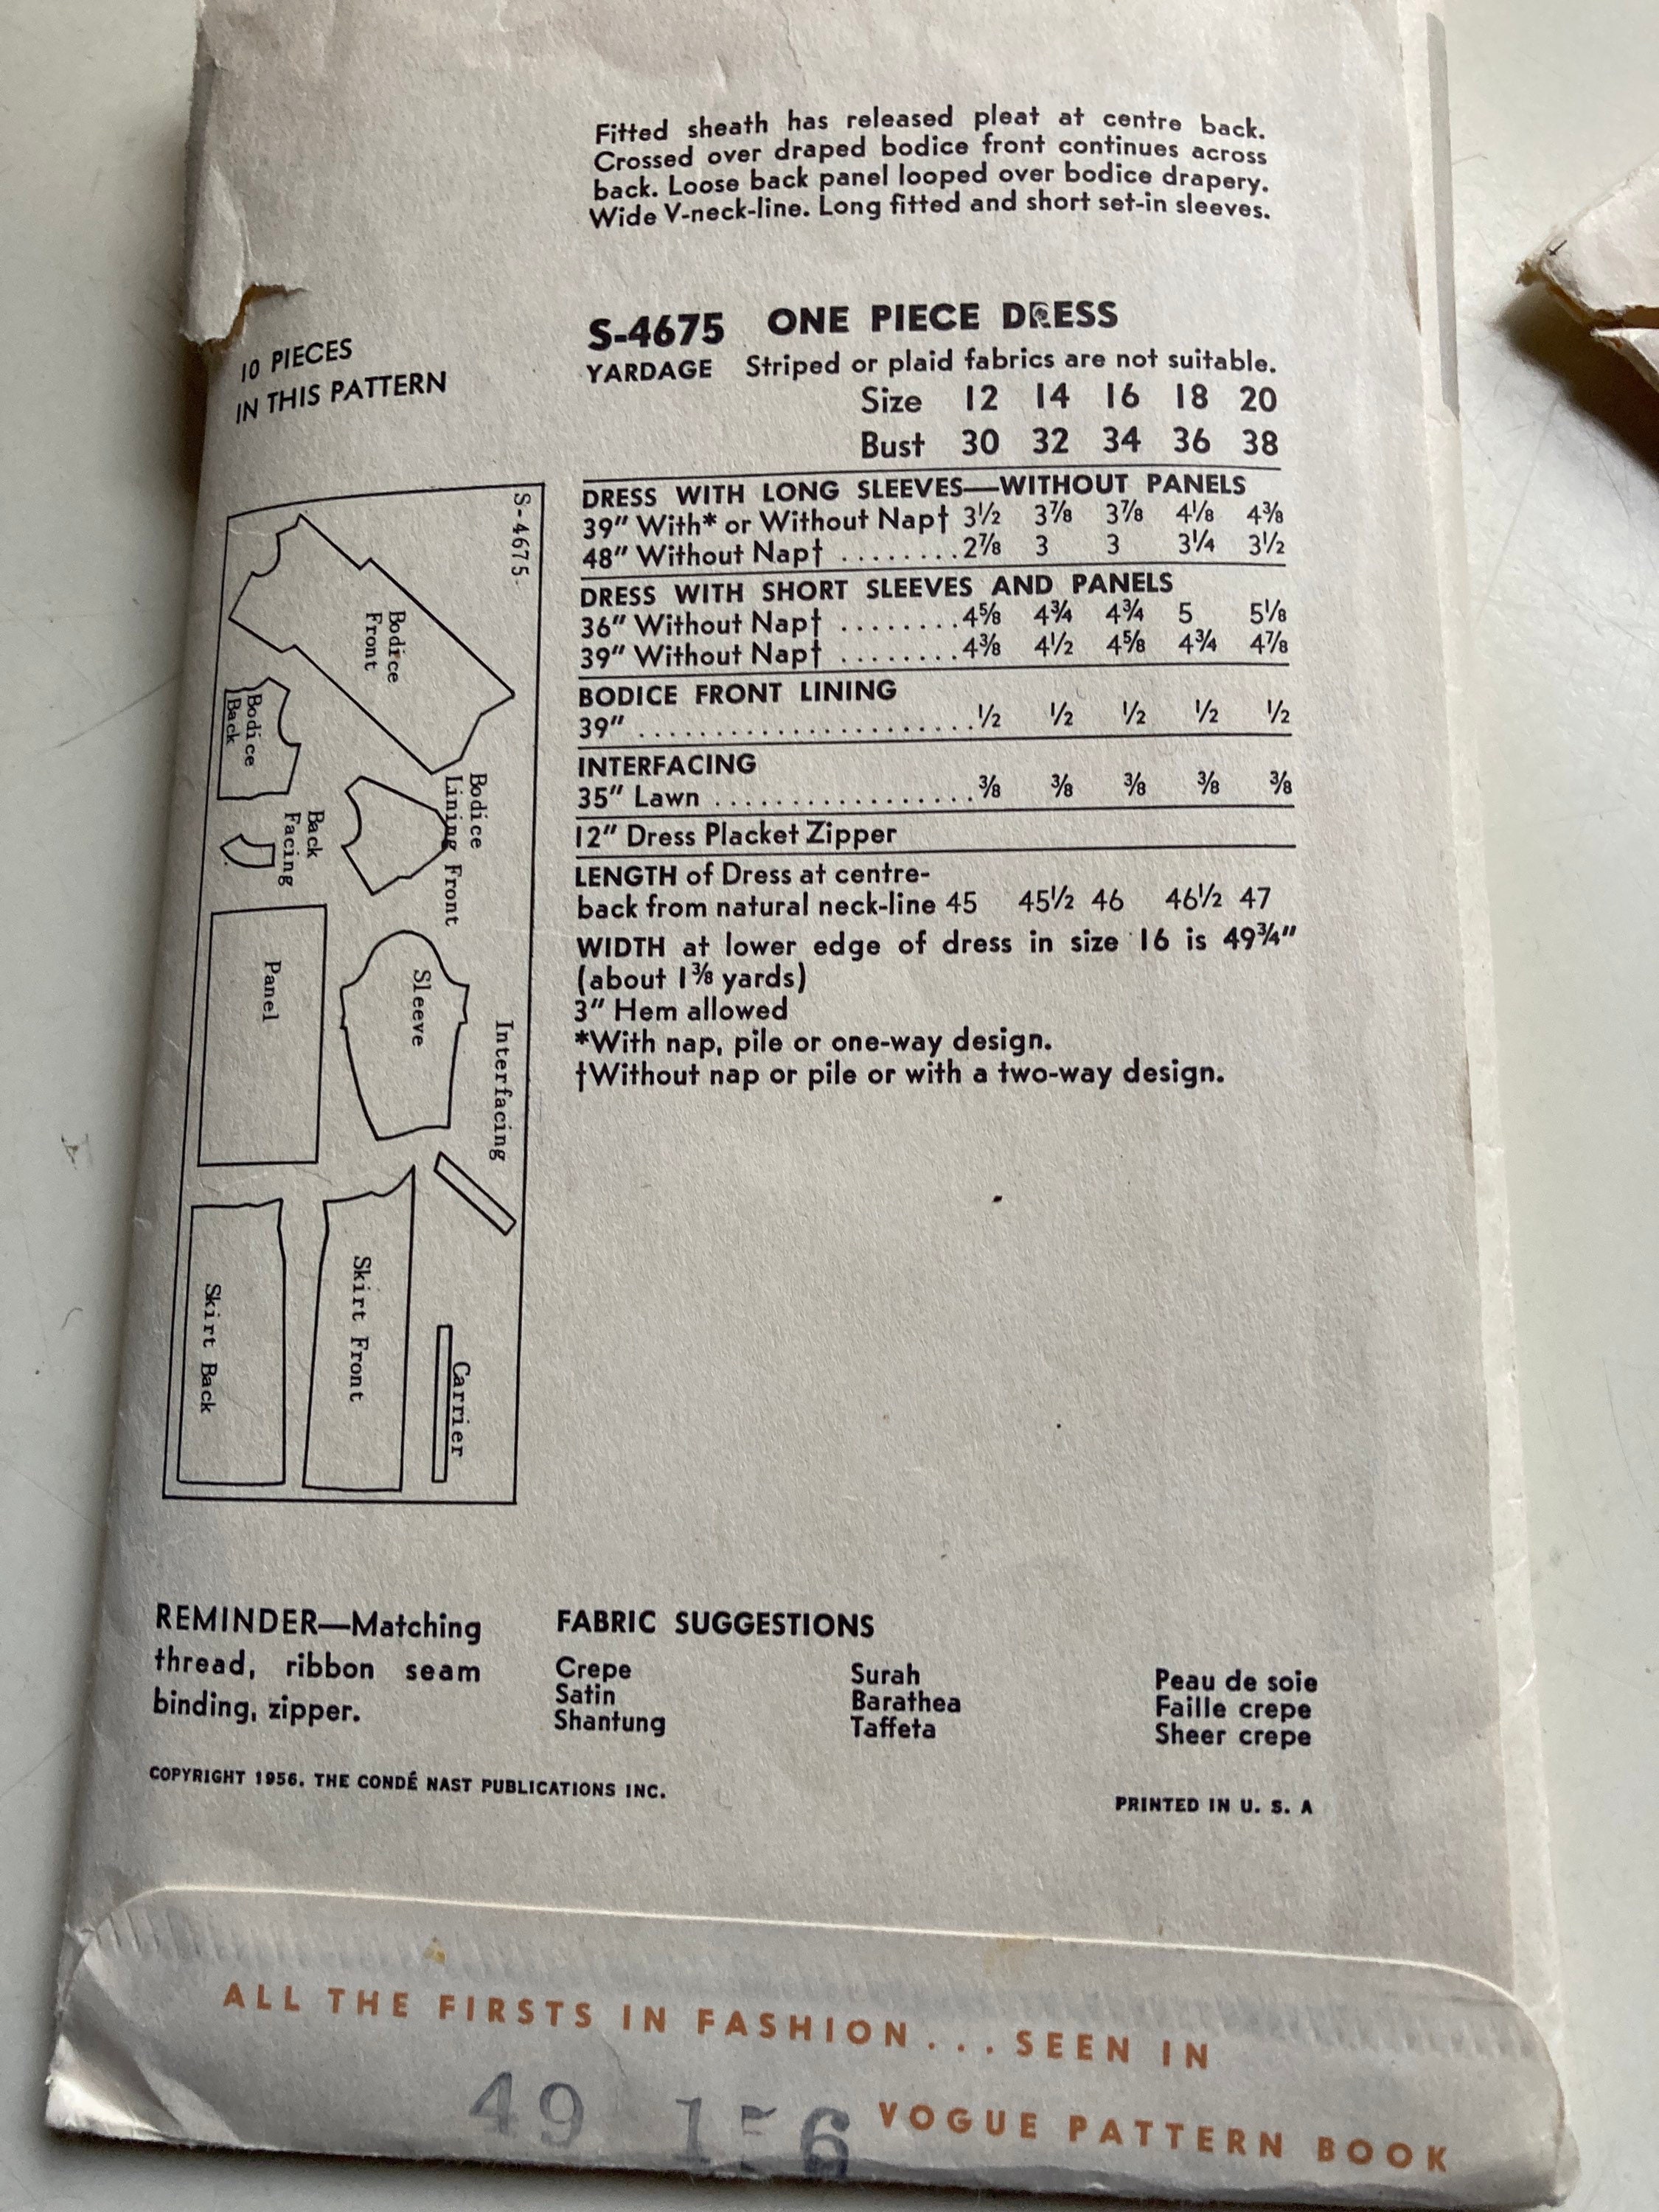 Fitted sheath has released pleat at centre back.
Crossed over draped bodice front continues across
back. Loose back panel looped over bodice drapery.
Wide V-neck-line. Long fitted and short set-in sleeves.
10 PIECES
IN THIS PATTERN
S-4675 ONE PIECE DRESS
YARDAGE Striped or plaid fabrics are not suitable.
Size 12 14 16 18 20
Bust 30 32 34 36 38
DRESS WITH LONG SLEEVES—WITHOUT PANELS
39" With* or Without Nap† 3½ 3⅞ 3⅞ 4⅛ 4⅜
48" Without Nap† ........2⅞ 3 3 3¼ 3½
DRESS WITH SHORT SLEEVES AND PANELS
36" Without Nap† ........4⅝ 4¾ 4¾ 5 5⅛
39" Without Nap† ........4⅜ 4½ 4⅝ 4¾ 4⅞
BODICE FRONT LINING
39" .......................½ ½ ½ ½ ½
INTERFACING
35" Lawn ..................⅜ ⅜ ⅜ ⅜ ⅜
12" Dress Placket Zipper
LENGTH of Dress at centre-
back from natural neck-line 45 45½ 46 46½ 47
WIDTH at lower edge of dress in size 16 is 49¾"
(about 1⅜ yards)
3" Hem allowed
*With nap, pile or one-way design.
†Without nap or pile or with a two-way design.
S-4675
Bodice
Front
Bodice
Back
Bodice
Lining Front
Back
Facing
Panel
Sleeve
Interfacing
Skirt Back
Skirt Front
Carrier
REMINDER—Matching
thread, ribbon seam
binding, zipper.
FABRIC SUGGESTIONS
Crepe
Satin
Shantung
Surah
Barathea
Taffeta
Peau de soie
Faille crepe
Sheer crepe
COPYRIGHT 1956. THE CONDÉ NAST PUBLICATIONS INC.
PRINTED IN U. S. A
ALL THE FIRSTS IN FASHION...SEEN IN
VOGUE PATTERN BOOK
49